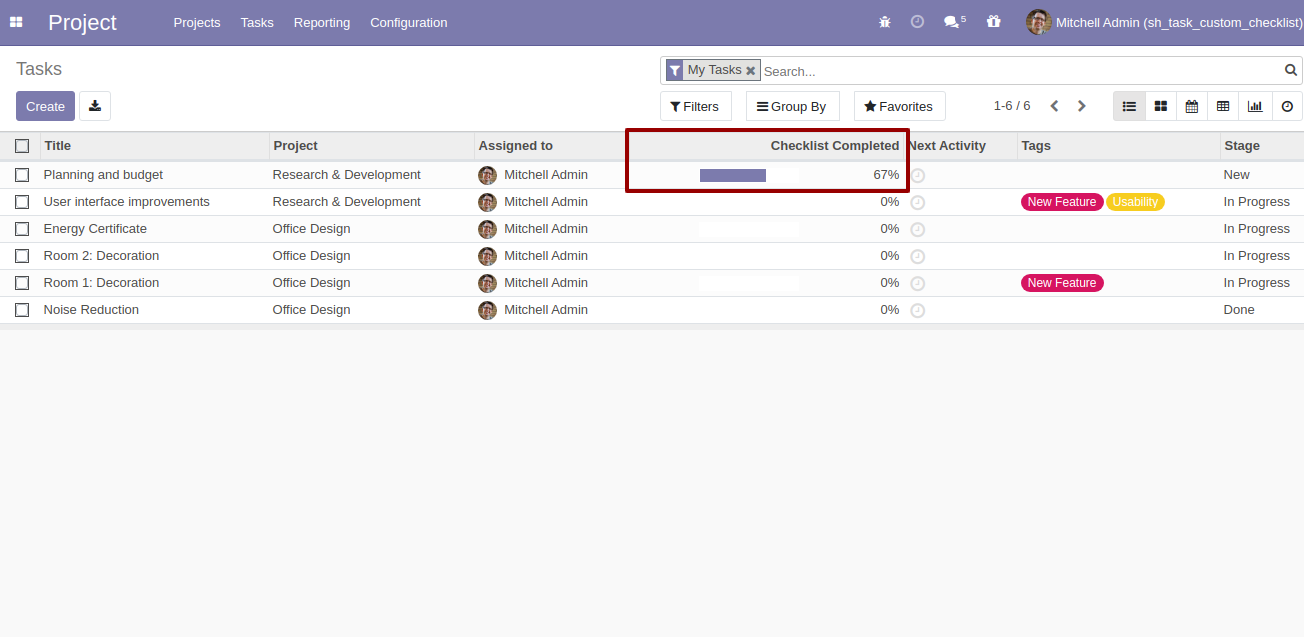 Project Projects Tasks Reporting Configuration 5 Mitchell Admin (sh_task_custom_checklist)
Tasks My Tasks Search...
Create Filters Group By Favorites 1-6 / 6
Title Project Assigned to Checklist Completed Next Activity Tags Stage
Planning and budget Research & Development Mitchell Admin 67% New
User interface improvements Research & Development Mitchell Admin 0% New Feature Usability In Progress
Energy Certificate Office Design Mitchell Admin 0% In Progress
Room 2: Decoration Office Design Mitchell Admin 0% In Progress
Room 1: Decoration Office Design Mitchell Admin 0% New Feature In Progress
Noise Reduction Office Design Mitchell Admin 0% Done